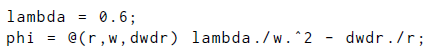 lambda = 0.6;
phi = @(r,w,dwdr) lambda./w.^2 - dwdr./r;